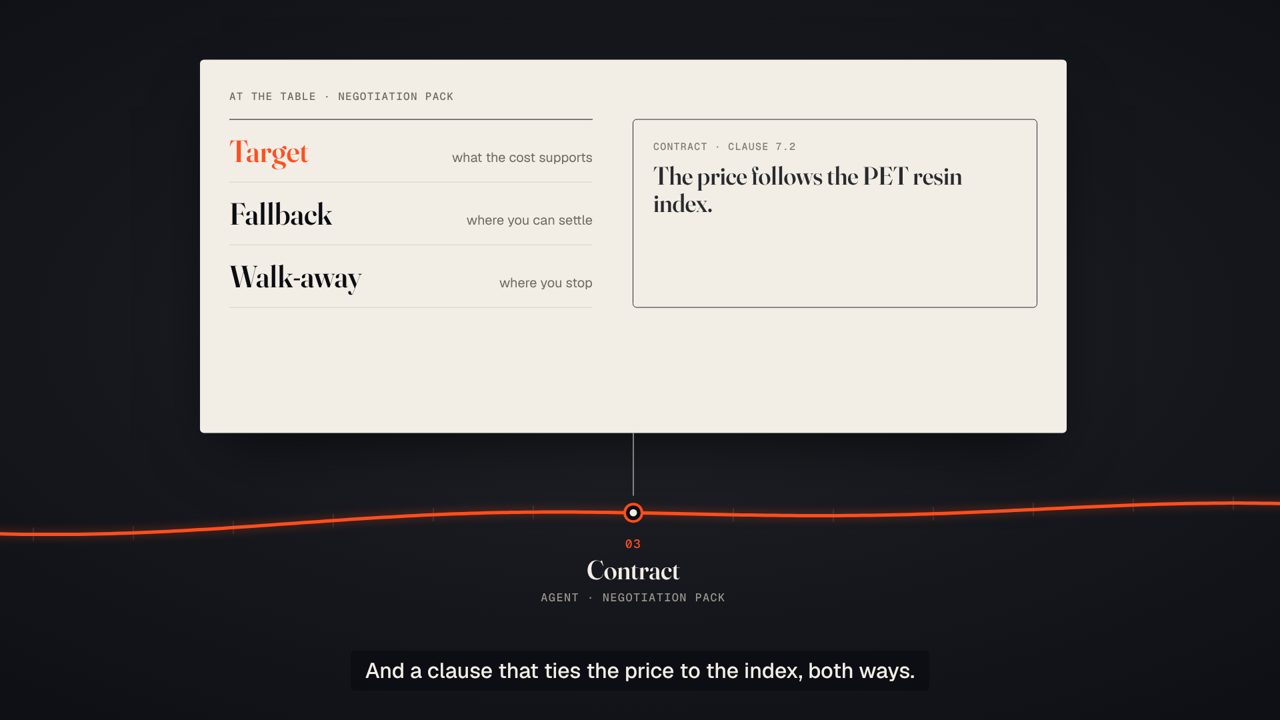 AT THE TABLE · NEGOTIATION PACK
Target
what the cost supports
Fallback
where you can settle
Walk-away
where you stop
CONTRACT · CLAUSE 7.2
The price follows the PET resin
index.
03
Contract
AGENT · NEGOTIATION PACK
And a clause that ties the price to the index, both ways.